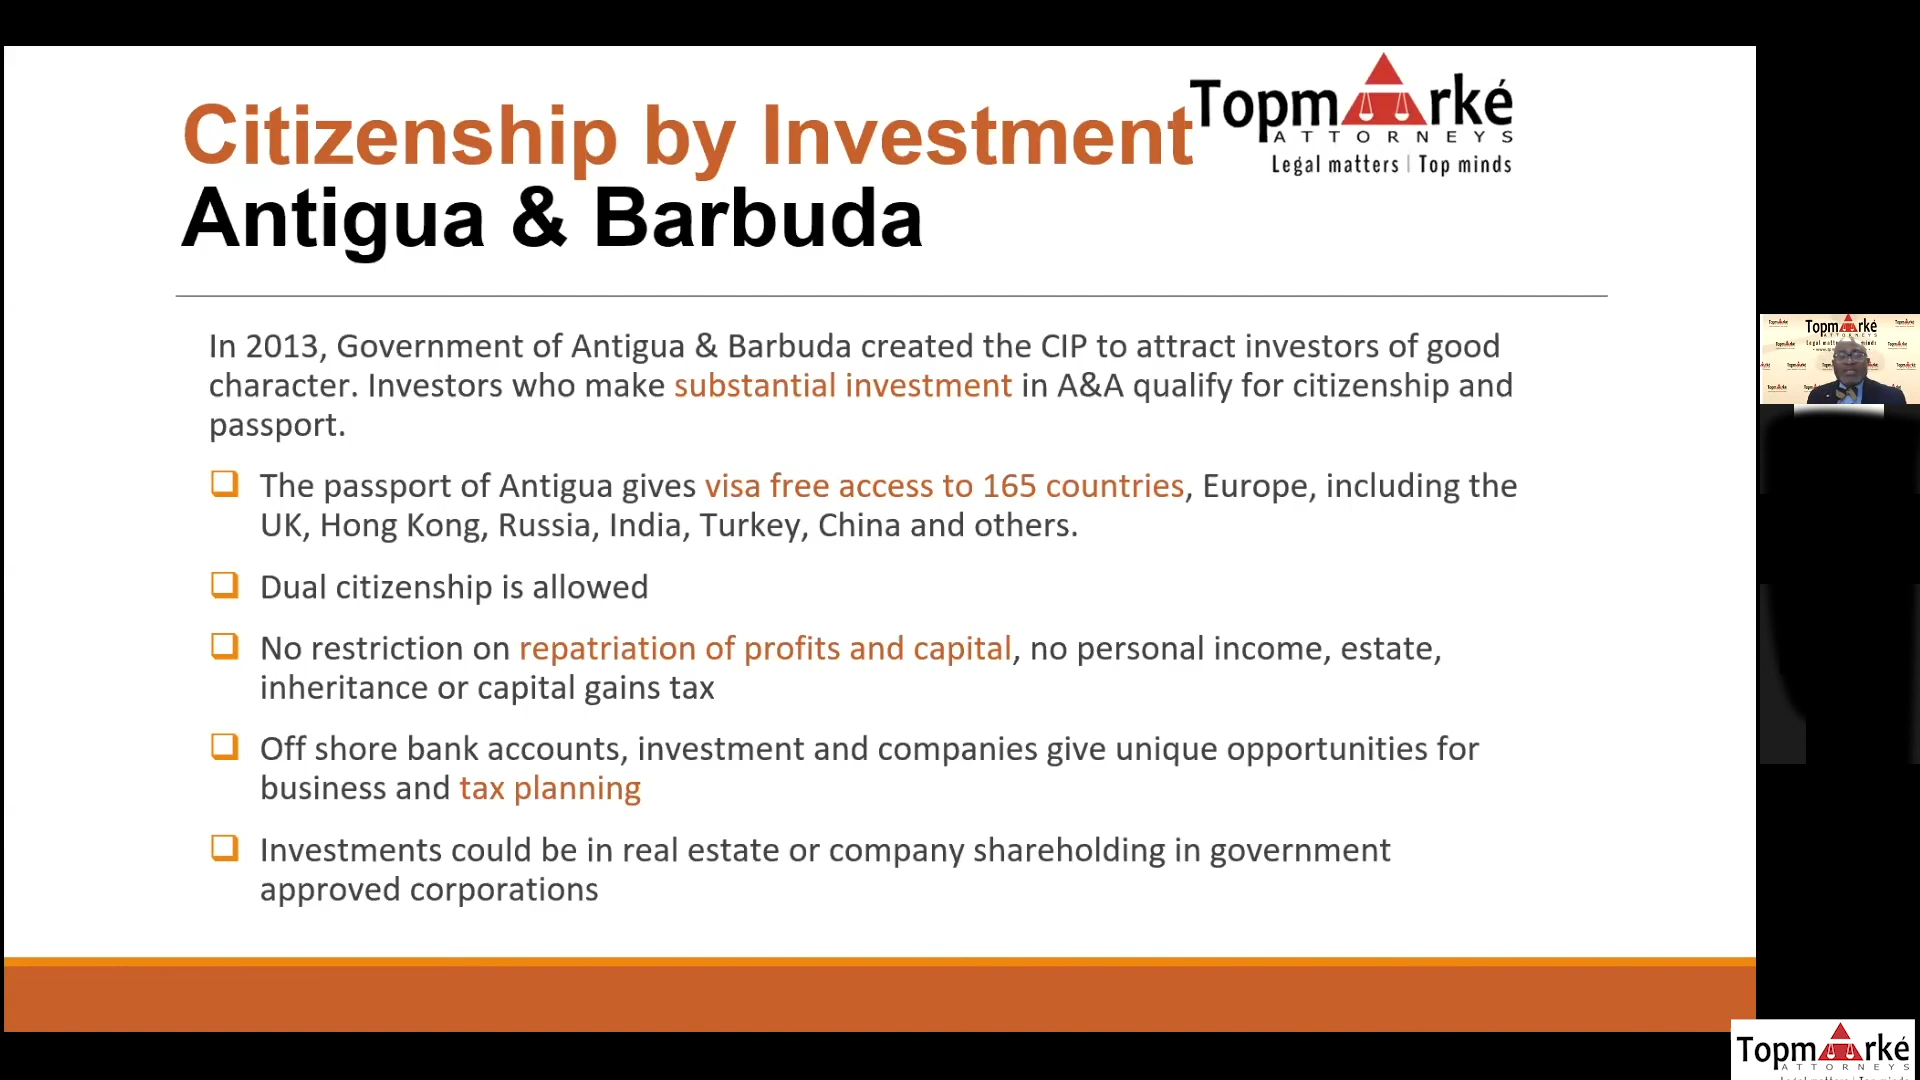 Citizenship by Investment
Antigua & Barbuda
Topmarké
ATTORNEYS
Legal matters | Top minds
In 2013, Government of Antigua & Barbuda created the CIP to attract investors of good
character. Investors who make substantial investment in A&A qualify for citizenship and
passport.
The passport of Antigua gives visa free access to 165 countries, Europe, including the
UK, Hong Kong, Russia, India, Turkey, China and others.
Dual citizenship is allowed
No restriction on repatriation of profits and capital, no personal income, estate,
inheritance or capital gains tax
Off shore bank accounts, investment and companies give unique opportunities for
business and tax planning
Investments could be in real estate or company shareholding in government
approved corporations
Topmarké
Topmarké
ATTORNEYS